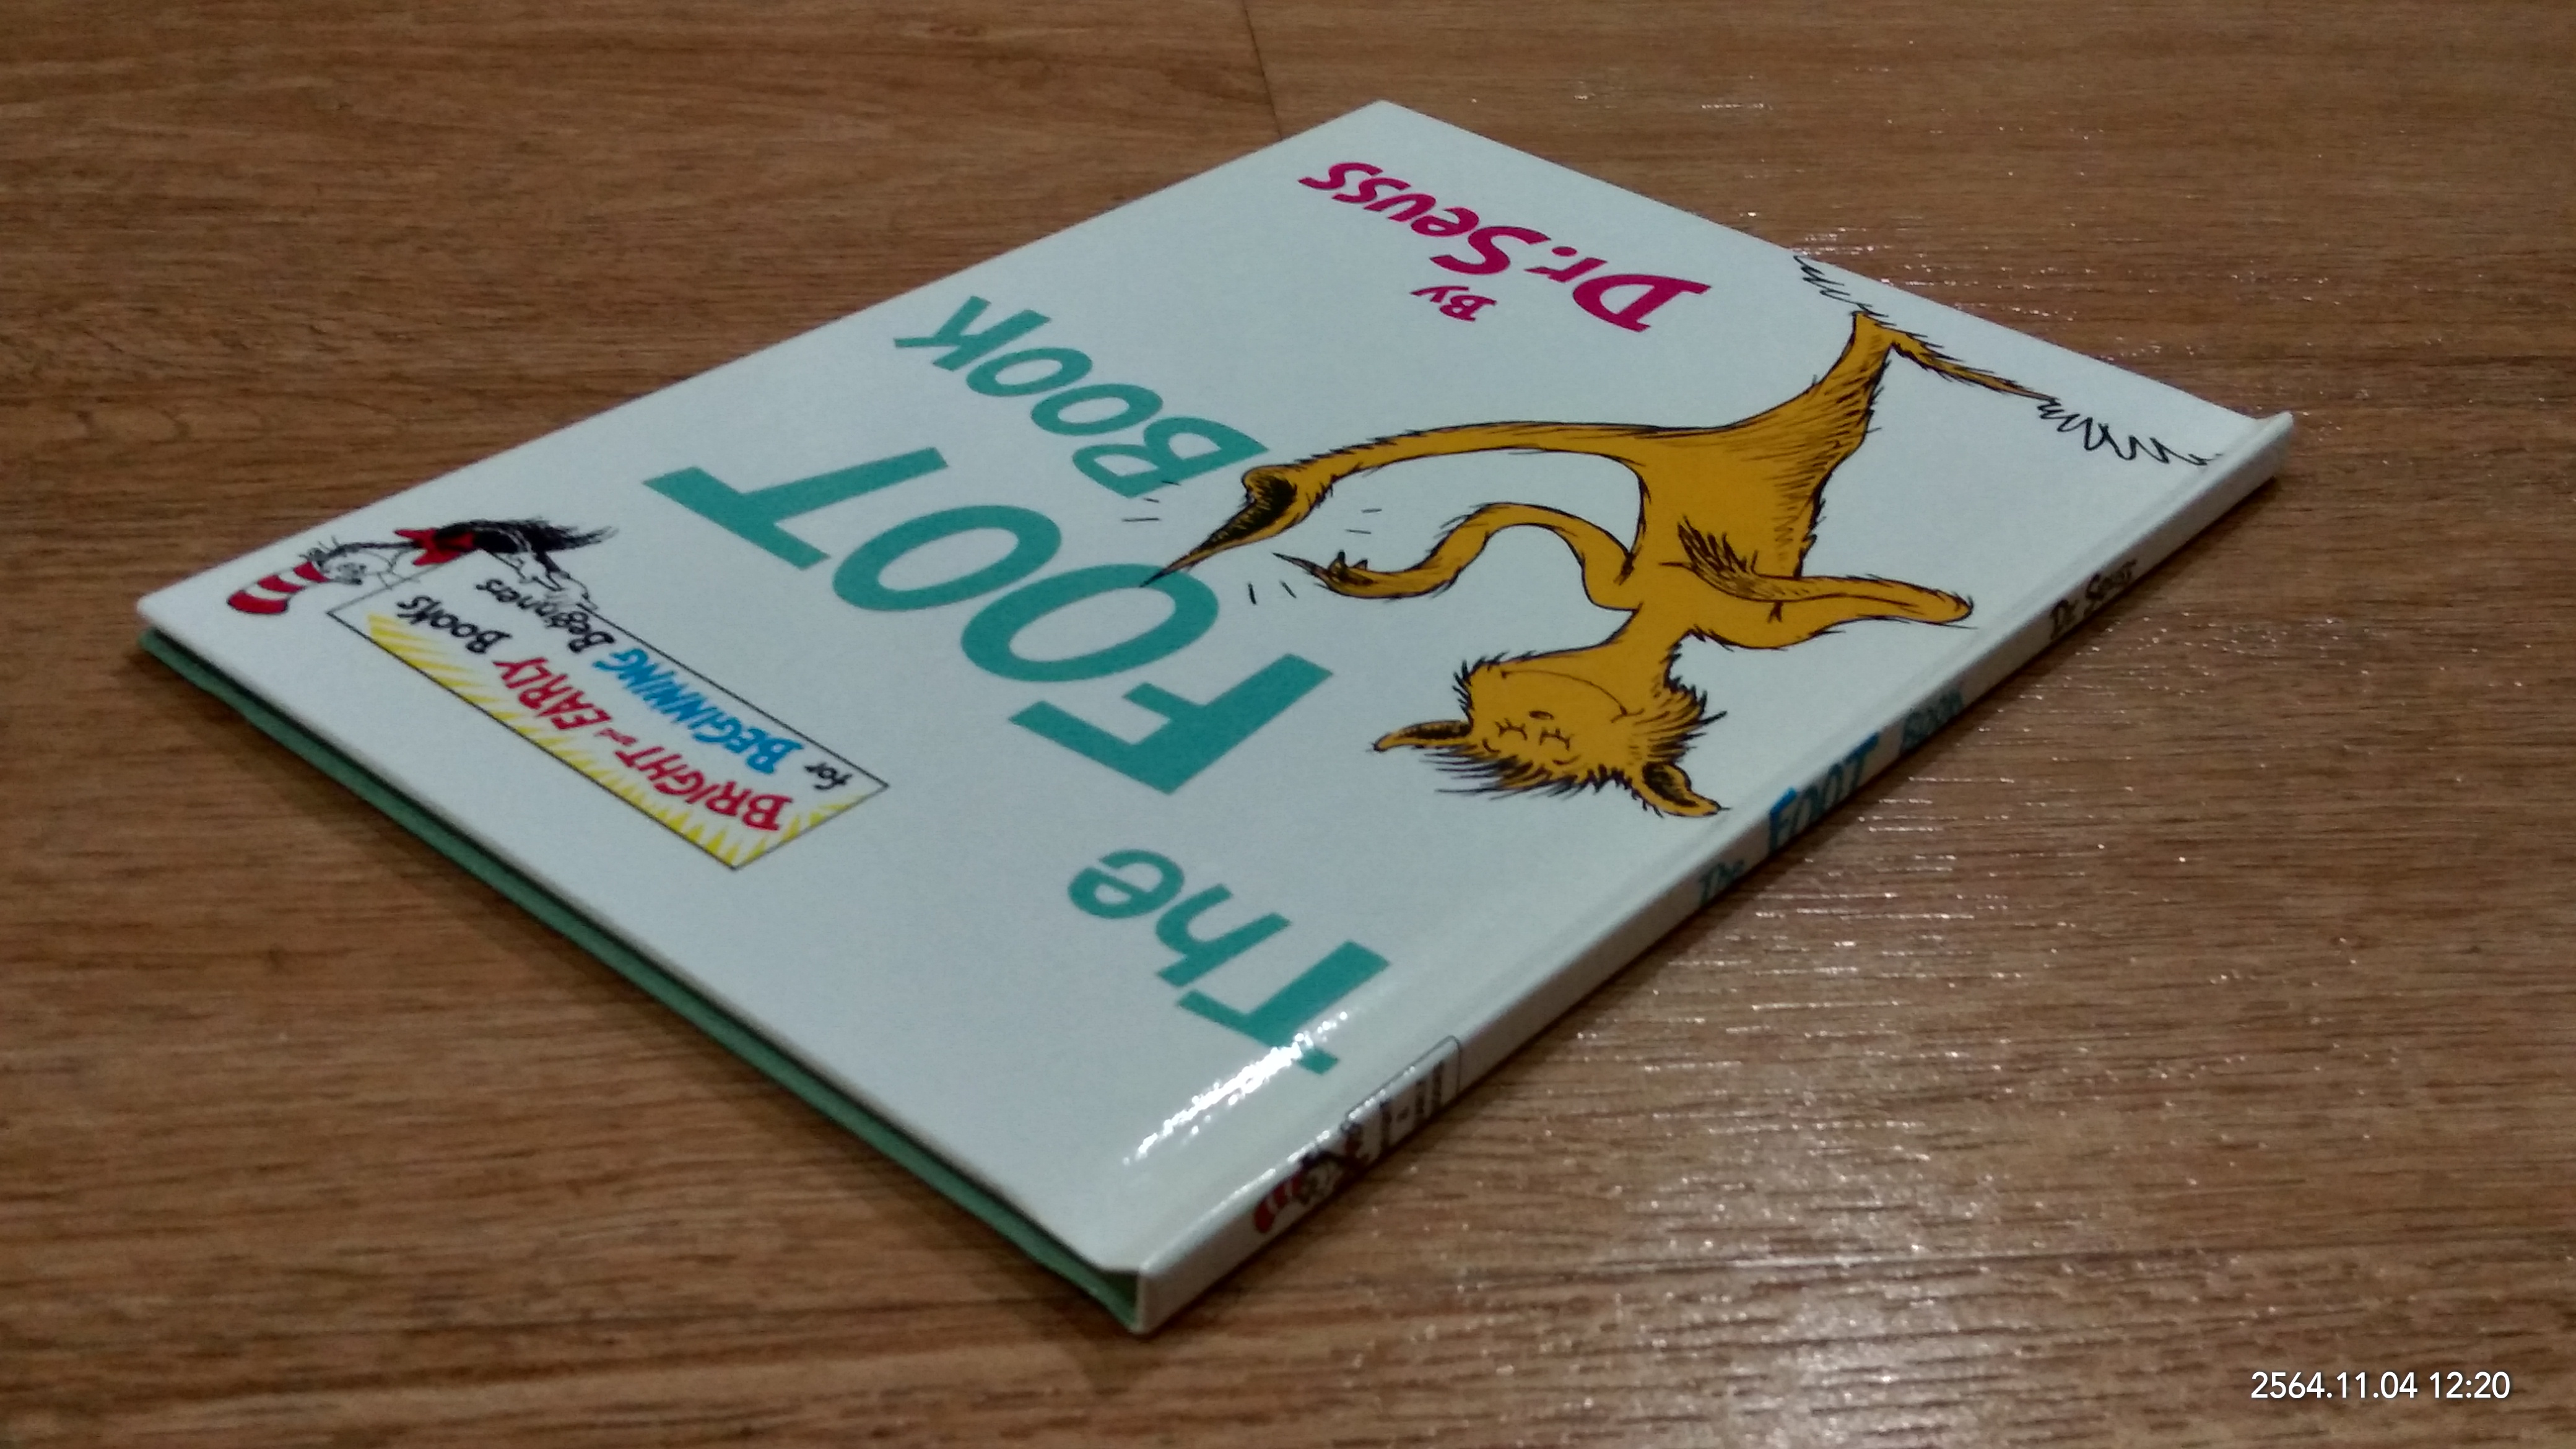 BRIGHT and EARLY Books
for BEGINNING Beginners
The
FOOT
BOOK
By
Dr. Seuss
The FOOT BOOK Dr. Seuss
2564.11.04 12:20